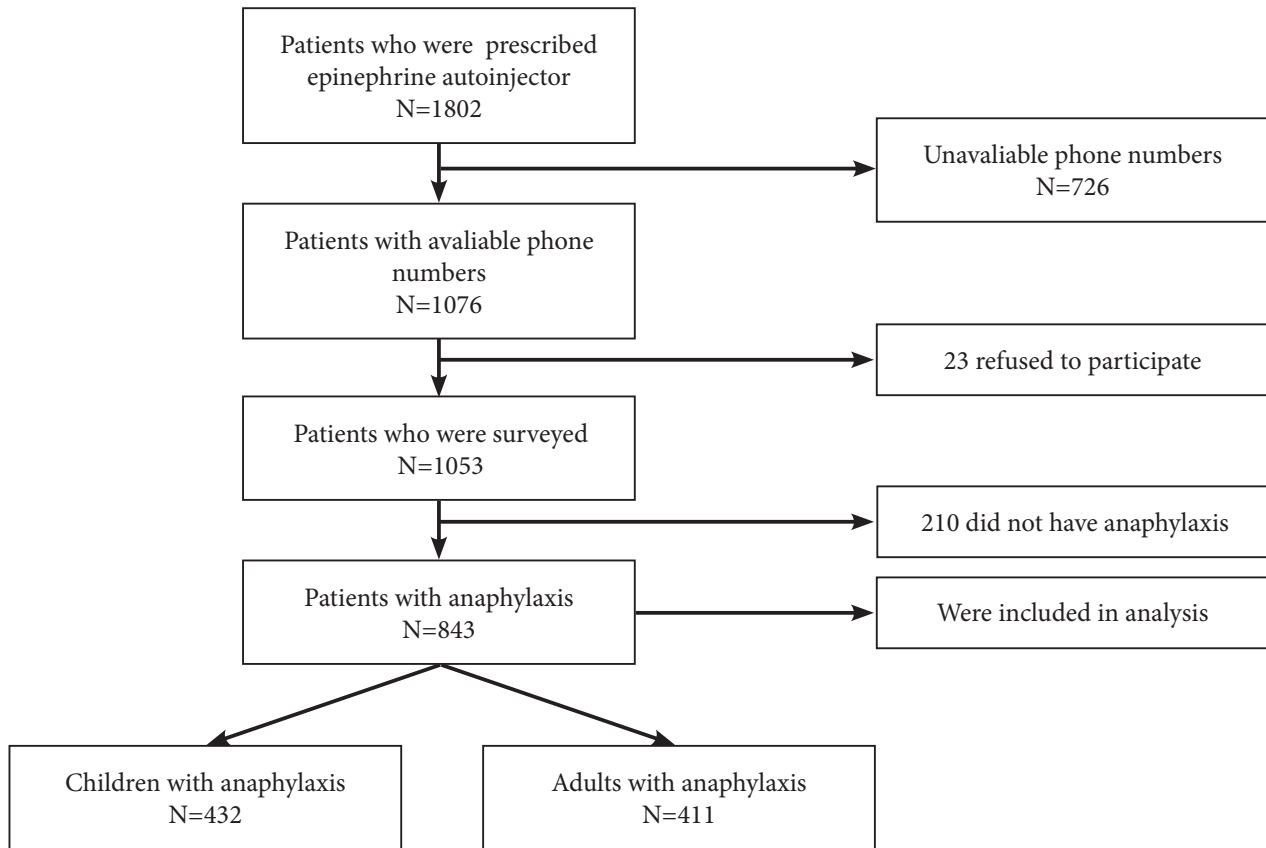 Patients who were prescribed
epinephrine autoinjector
N=1802
Unavaliable phone numbers
N=726
Patients with avaliable phone
numbers
N=1076
23 refused to participate
Patients who were surveyed
N=1053
210 did not have anaphylaxis
Patients with anaphylaxis
N=843
Were included in analysis
Children with anaphylaxis
N=432
Adults with anaphylaxis
N=411